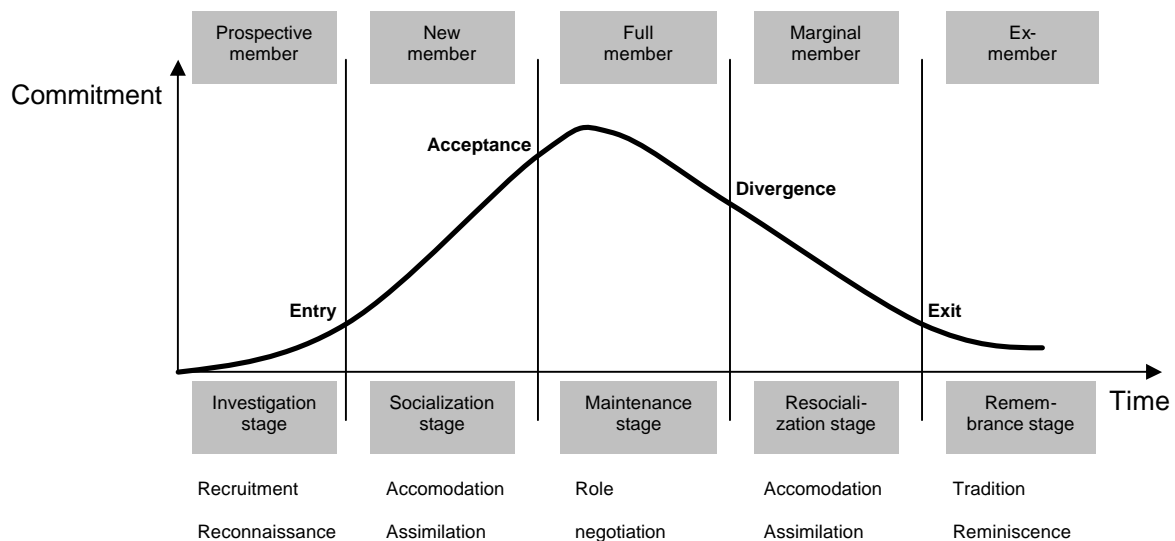 Prospective
member
New
member
Full
member
Marginal
member
Ex-
member
Commitment
Acceptance
Divergence
Entry
Exit
Time
Investigation
stage
Socialization
stage
Maintenance
stage
Resociali-
zation stage
Remem-
brance stage
Recruitment
Reconnaissance
Accomodation
Assimilation
Role
negotiation
Accomodation
Assimilation
Tradition
Reminiscence